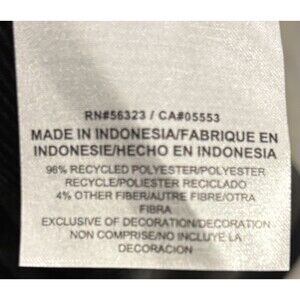 RN#56323 / CA#05553
MADE IN INDONESIA/FABRIQUE EN
INDONESIE/HECHO EN INDONESIA
96% RECYCLED POLYESTER/POLYESTER
RECYCLE/POLIESTER RECICLADO
4% OTHER FIBER/AUTRE FIBRE/OTRA
FIBRA
EXCLUSIVE OF DECORATION/DECORATION
NON COMPRISE/NO INCLUYE LA
DECORACION